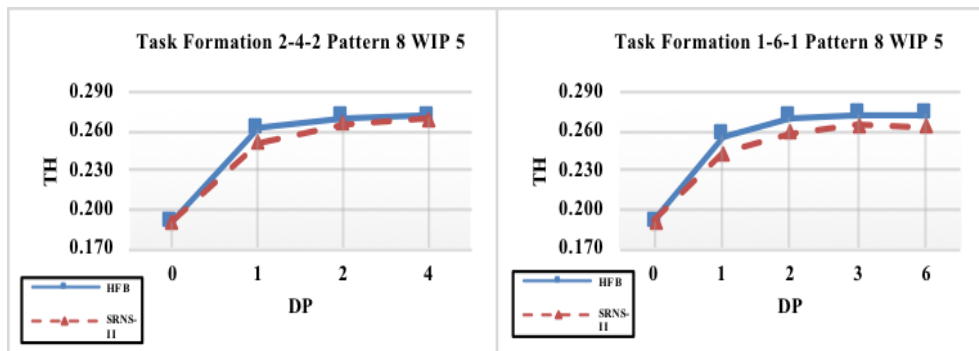 Task Formation 2-4-2 Pattern 8 WIP 5
0.290
0.260
0.230
0.200
0.170
TH
0 1 2 4
DP
HFB
SRNS-
II
Task Formation 1-6-1 Pattern 8 WIP 5
0.290
0.260
0.230
0.200
0.170
TH
0 1 2 3 6
DP
HFB
SRNS-
II